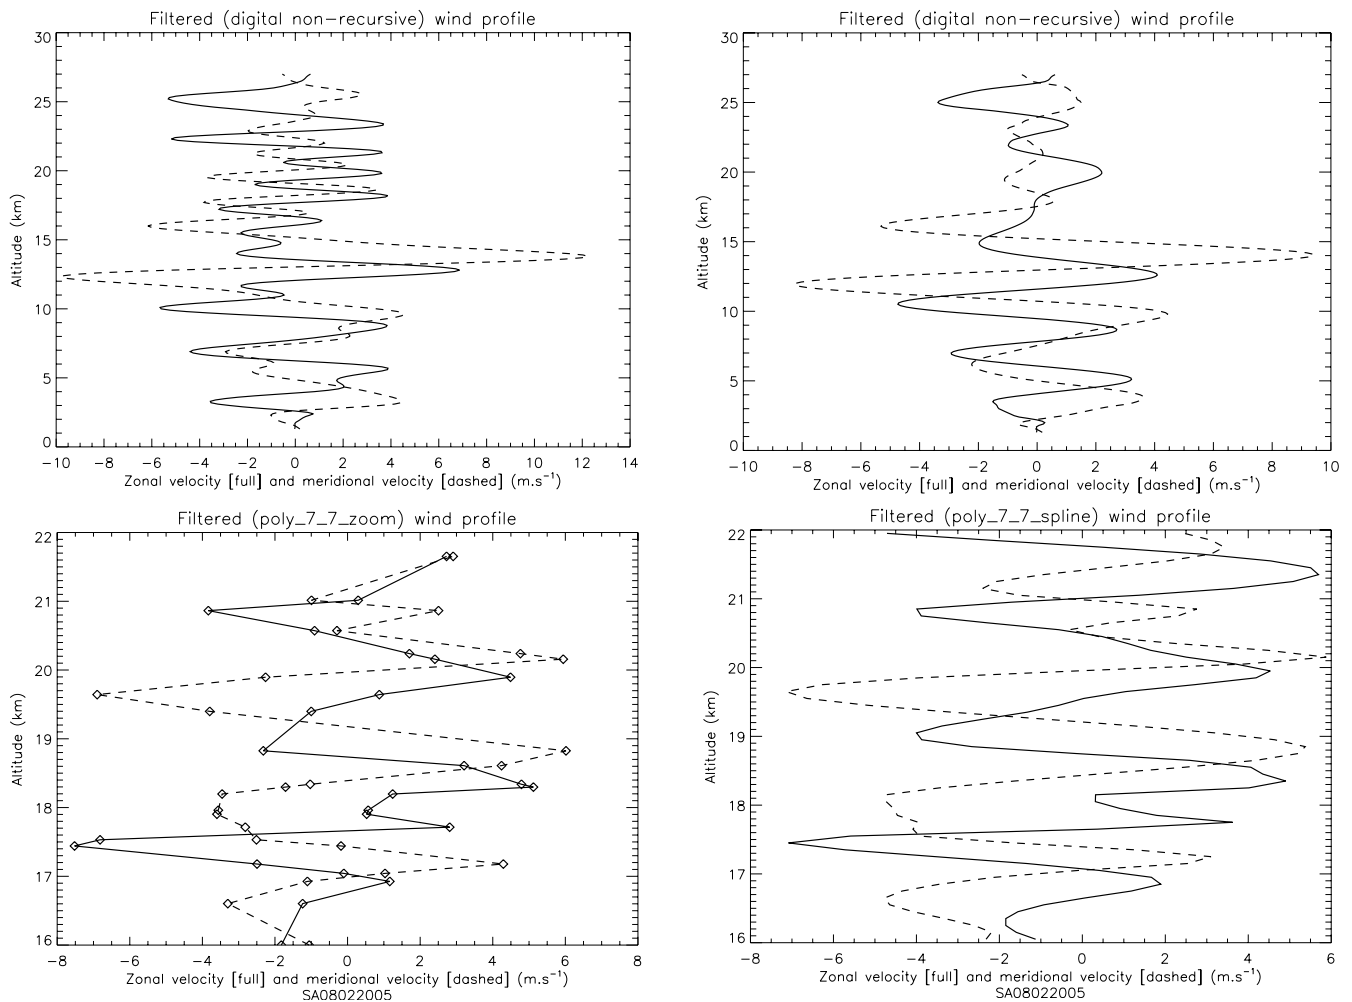 Filtered (digital non-recursive) wind profile
30
25
20
15
10
5
0
Altitude (km)
-10 -8 -6 -4 -2 0 2 4 6 8 10 12 14
Zonal velocity [full] and meridional velocity [dashed] (m.s⁻¹)
Filtered (digital non-recursive) wind profile
30
25
20
15
10
5
0
Altitude (km)
-10 -8 -6 -4 -2 0 2 4 6 8 10
Zonal velocity [full] and meridional velocity [dashed] (m.s⁻¹)
Filtered (poly_7_7_zoom) wind profile
22
21
20
19
18
17
16
Altitude (km)
-8 -6 -4 -2 0 2 4 6 8
Zonal velocity [full] and meridional velocity [dashed] (m.s⁻¹)
SA08022005
Filtered (poly_7_7_spline) wind profile
22
21
20
19
18
17
16
Altitude (km)
-8 -6 -4 -2 0 2 4 6
Zonal velocity [full] and meridional velocity [dashed] (m.s⁻¹)
SA08022005